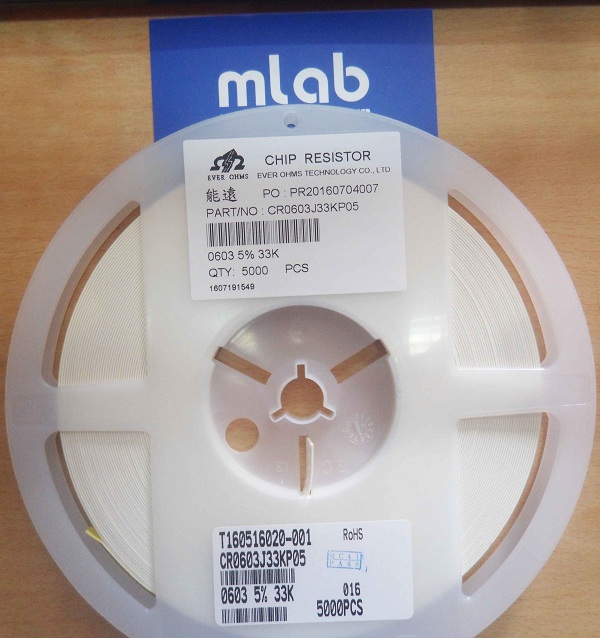 mlab
CHIP RESISTOR
EVER OHMS
EVER OHMS TECHNOLOGY CO., LTD
能遠 PO : PR20160704007
PART/NO : CR0603J33KP05
0603 5% 33K
QTY: 5000 PCS
1607191549
T160516020-001 RoHS
CR0603J33KP05
0603 5% 33K 016
5000PCS